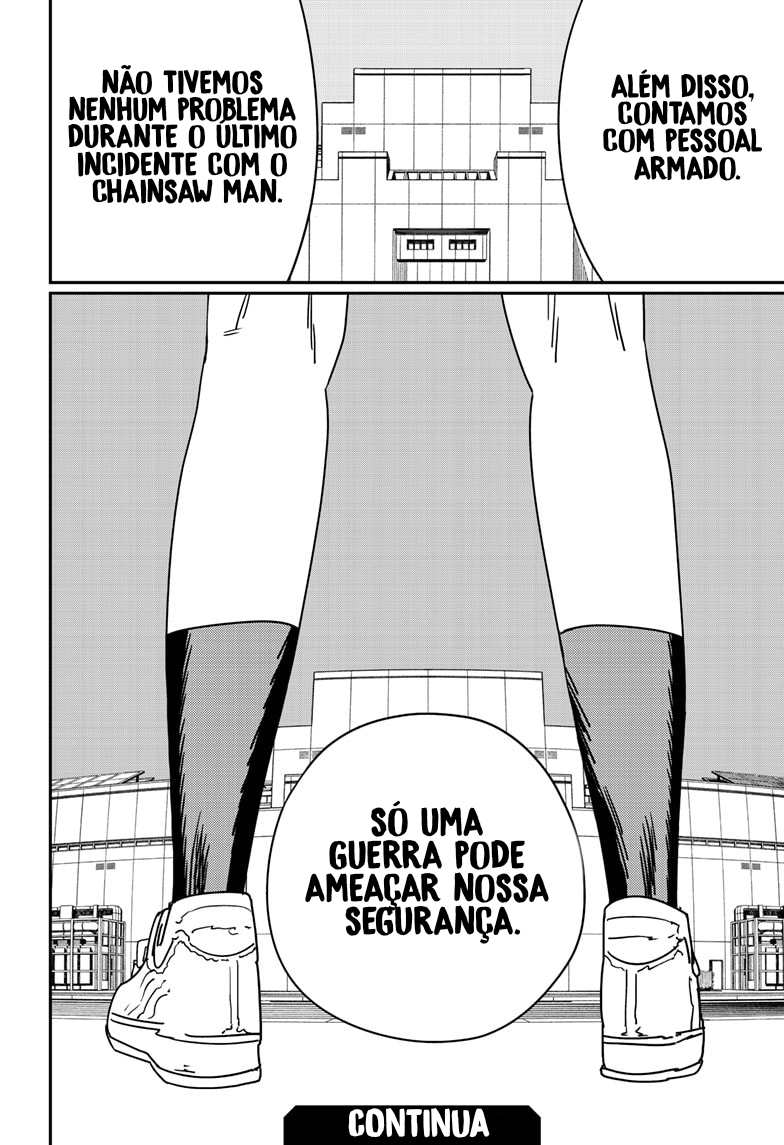 ALÉM DISSO,
CONTAMOS
COM PESSOAL
ARMADO.
NÃO TIVEMOS
NENHUM PROBLEMA
DURANTE O ÚLTIMO
INCIDENTE COM O
CHAINSAW MAN.
SÓ UMA
GUERRA PODE
AMEAÇAR NOSSA
SEGURANÇA.
CONTINUA